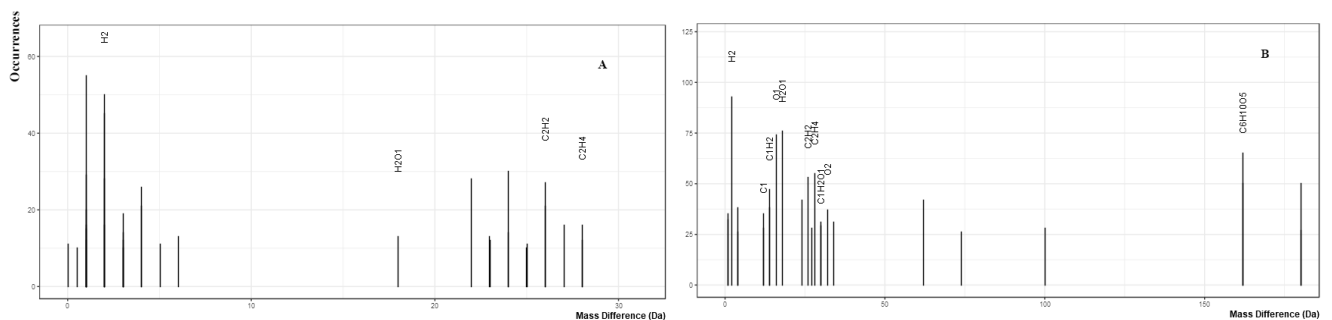 Occurrences
60
40
20
0
H2
H2O1
C2H2
C2H4
A
0
10
20
30
Mass Difference (Da)
125
100
75
50
25
0
H2
C1
C1H2
O1
H2O1
C2H2
C2H4
C1H2O1
O2
C6H10O5
B
0
50
100
150
Mass Difference (Da)